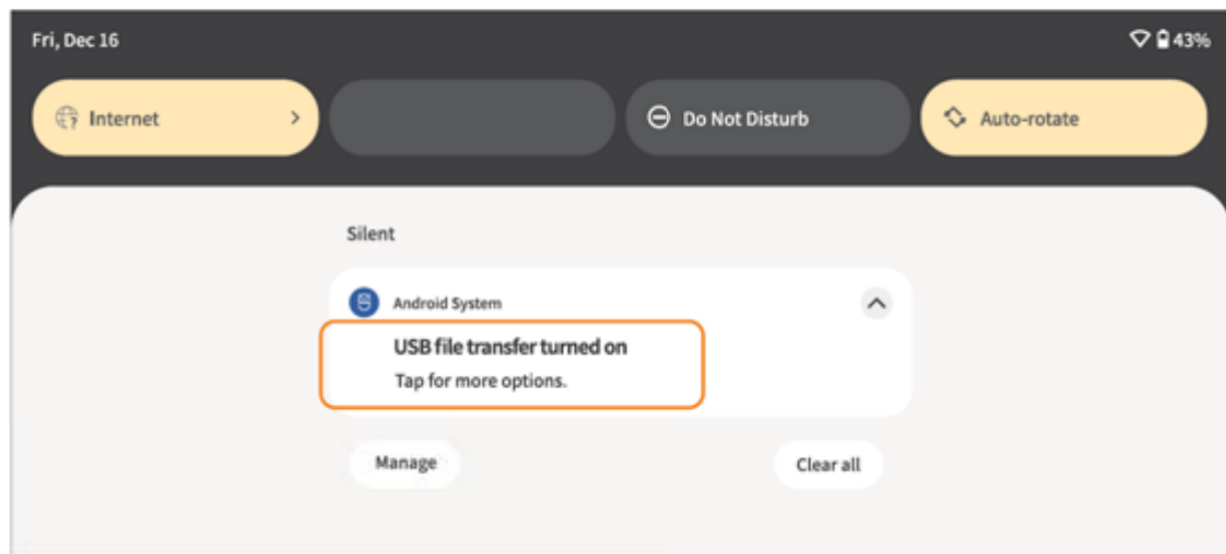 Fri, Dec 16
43%
Internet
Do Not Disturb
Auto-rotate
Silent
Android System
USB file transfer turned on
Tap for more options.
Manage
Clear all